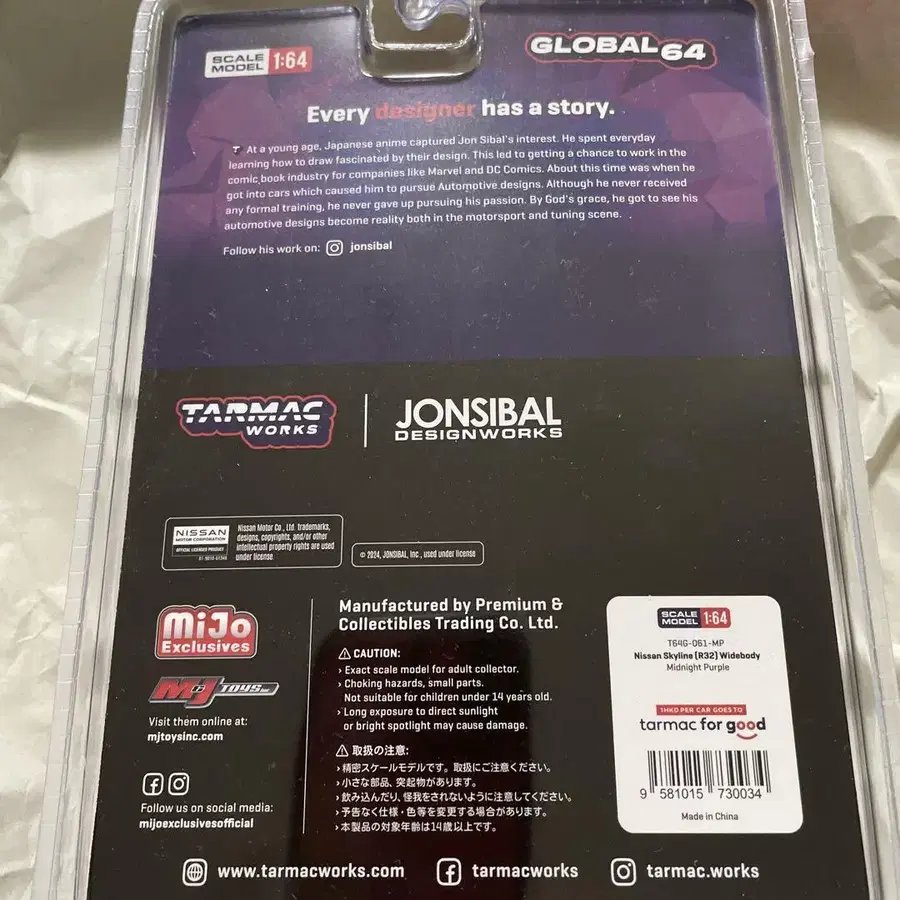 SCALE MODEL 1:64
GLOBAL64
Every designer has a story.
At a young age, Japanese anime captured Jon Sibal's interest. He spent everyday
learning how to draw fascinated by their design. This led to getting a chance to work in the
comic book industry for companies like Marvel and DC Comics. About this time was when he
got into cars which caused him to pursue Automotive designs. Although he never received
any formal training, he never gave up pursuing his passion. By God's grace, he got to see his
automotive designs become reality both in the motorsport and tuning scene.
Follow his work on: jonsibal
TARMAC
WORKS
JONSIBAL
DESIGNWORKS
NISSAN
MOTOR CORPORATION
OFFICIAL LICENSED PRODUCT
Nissan Motor Co., Ltd. trademarks,
designs, copyrights, and/or other
intellectual property rights are used
under license
© 2024, JONSIBAL, Inc , used under license
MiJo
Exclusives
M&J TOYS INC
Visit them online at:
mjtoysinc.com
Follow us on social media:
mijoexclusivesofficial
Manufactured by Premium &
Collectibles Trading Co. Ltd.
⚠ CAUTION:
› Exact scale model for adult collector.
› Choking hazards, small parts.
Not suitable for children under 14 years old.
› Long exposure to direct sunlight
or bright spotlight may cause damage.
⚠ 取扱の注意:
› 精密スケールモデルです。取扱にご注意ください。
› 小さな部品、突起物があります。
› 飲み込んだり、怪我をされないように注意してください。
› 予告なく仕様・色等を変更する場合があります。
› 本製品の対象年齢は14歳以上です。
SCALE MODEL 1:64
T64G-061-MP
Nissan Skyline (R32) Widebody
Midnight Purple
1HKD PER CAR GOES TO
tarmac for good
9 581015 730034
Made in China
www.tarmacworks.com
tarmacworks
tarmac.works